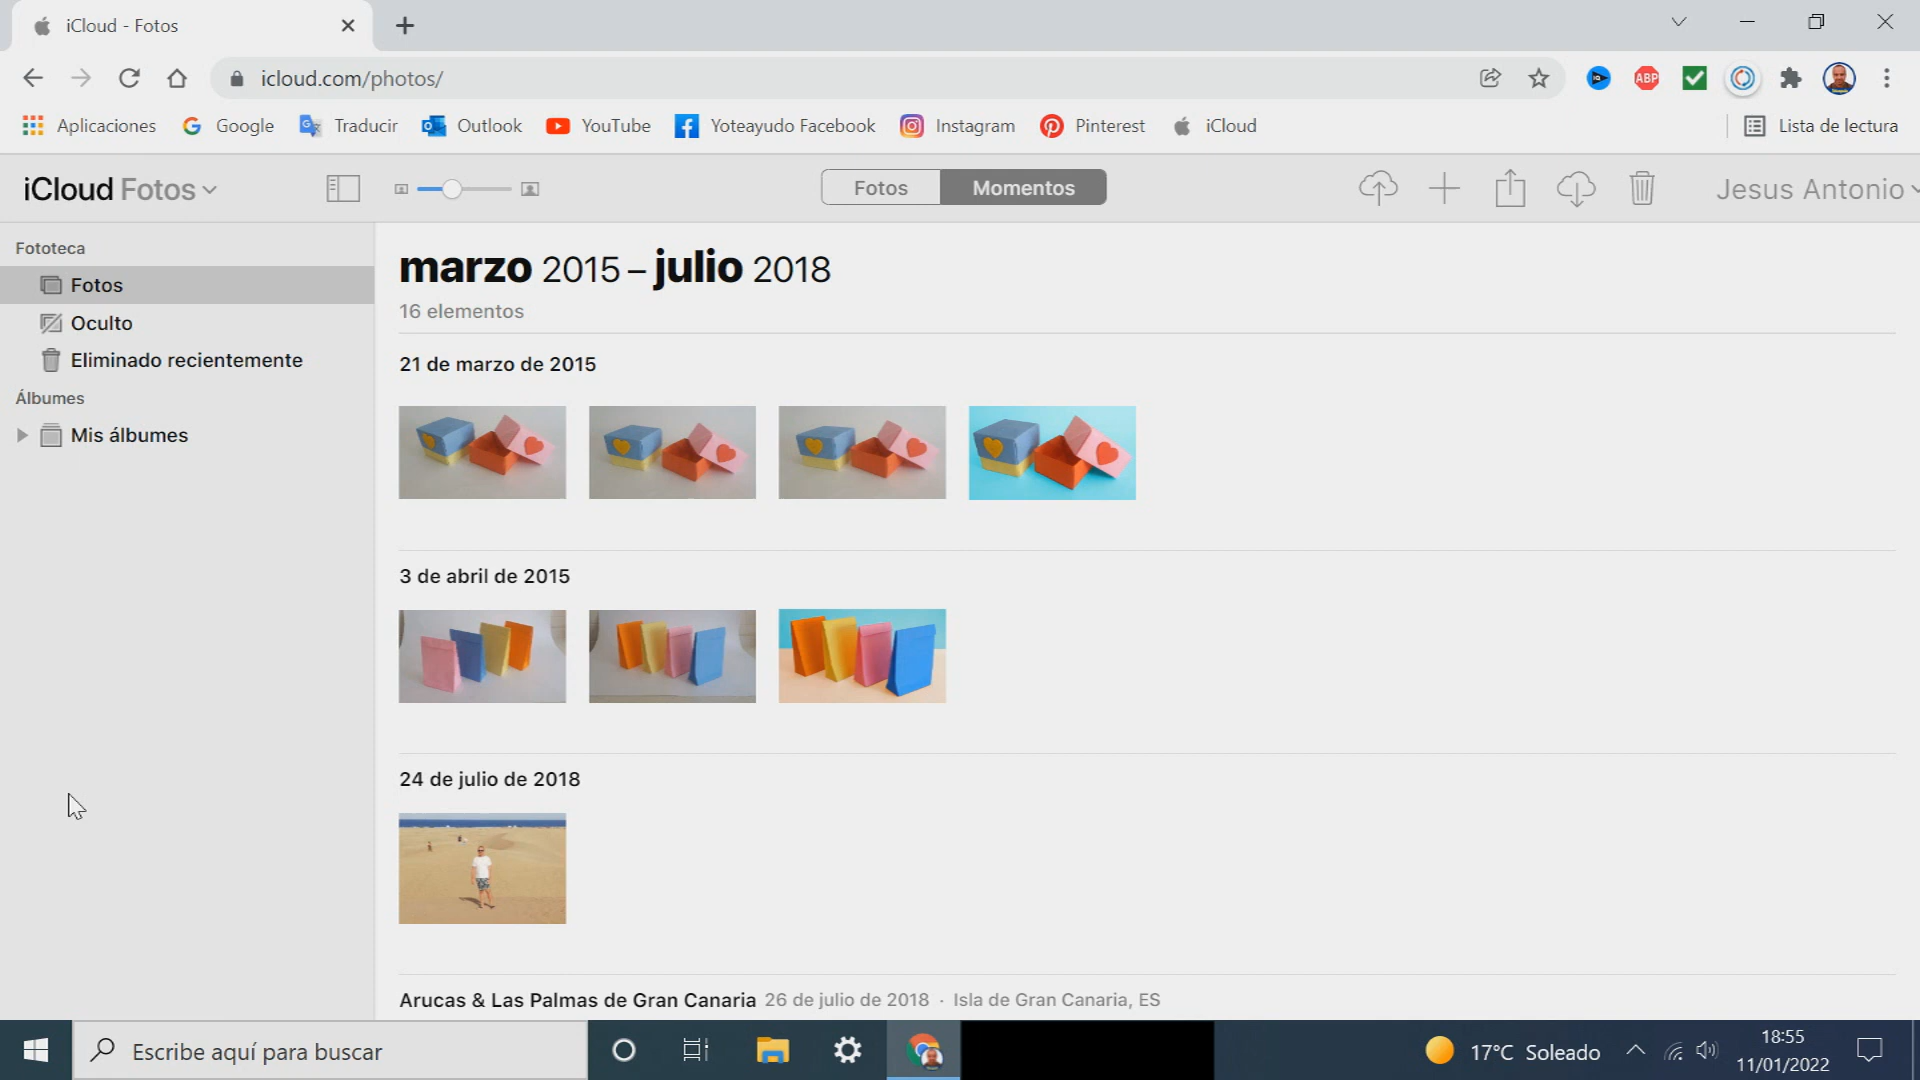 iCloud - Fotos
icloud.com/photos/
ABP
Aplicaciones Google Traducir Outlook YouTube Yoteayudo Facebook Instagram Pinterest iCloud Lista de lectura
iCloud Fotos Fotos Momentos Jesus Antonio
Fototeca
Fotos
Oculto
Eliminado recientemente
Álbumes
Mis álbumes
marzo 2015 – julio 2018
16 elementos
21 de marzo de 2015
3 de abril de 2015
24 de julio de 2018
Arucas & Las Palmas de Gran Canaria 26 de julio de 2018 · Isla de Gran Canaria, ES
Escribe aquí para buscar
17°C Soleado
18:55
11/01/2022